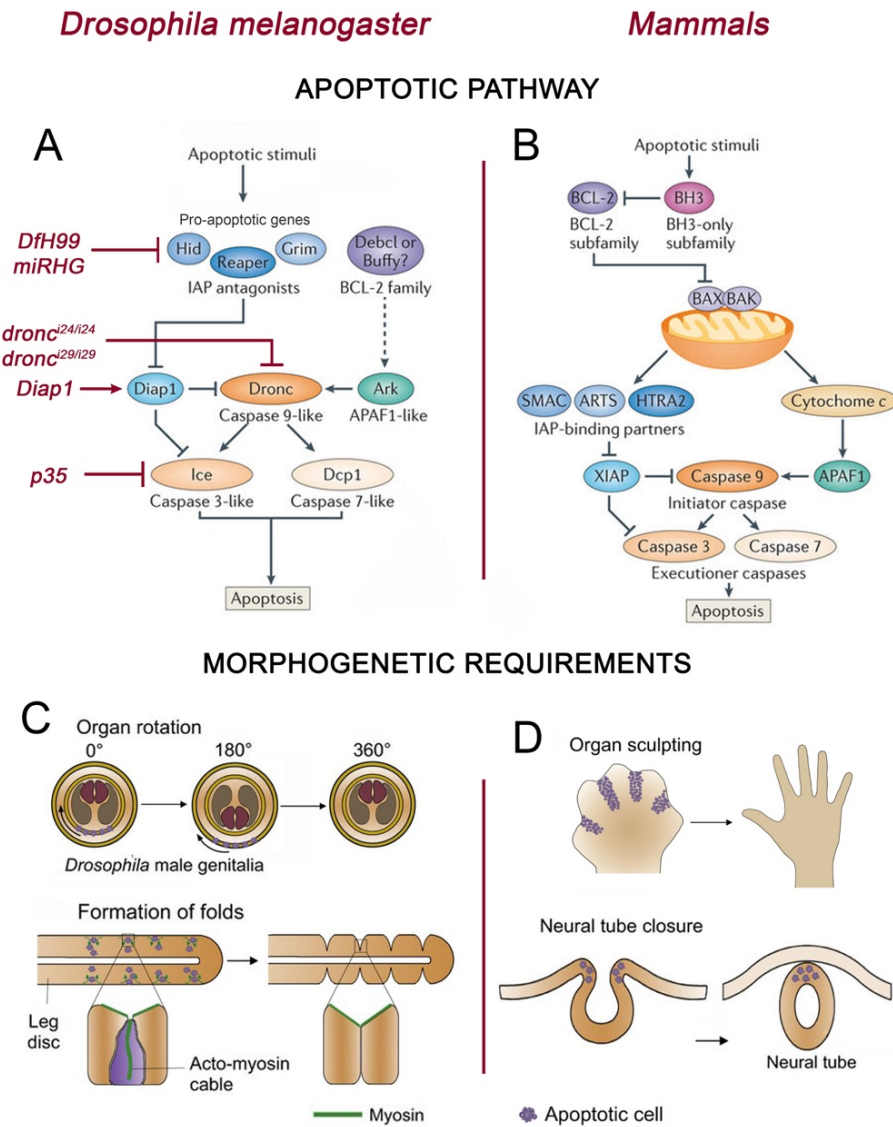 Drosophila melanogaster
Mammals
APOPTOTIC PATHWAY
A
Apoptotic stimuli
Pro-apoptotic genes
DfH99
miRHG
Hid
Reaper
Grim
IAP antagonists
Debcl or
Buffy?
BCL-2 family
dronc^i24/i24
dronc^i29/i29
Diap1
Diap1
Dronc
Ark
Caspase 9-like
APAF1-like
p35
Ice
Dcp1
Caspase 3-like
Caspase 7-like
Apoptosis
B
Apoptotic stimuli
BCL-2
BH3
BCL-2
subfamily
BH3-only
subfamily
BAX
BAK
SMAC
ARTS
HTRA2
IAP-binding partners
Cytochome c
XIAP
Caspase 9
APAF1
Initiator caspase
Caspase 3
Caspase 7
Executioner caspases
Apoptosis
MORPHOGENETIC REQUIREMENTS
C
Organ rotation
0°
180°
360°
Drosophila male genitalia
Formation of folds
Leg
disc
Acto-myosin
cable
D
Organ sculpting
Neural tube closure
Neural tube
Myosin
Apoptotic cell